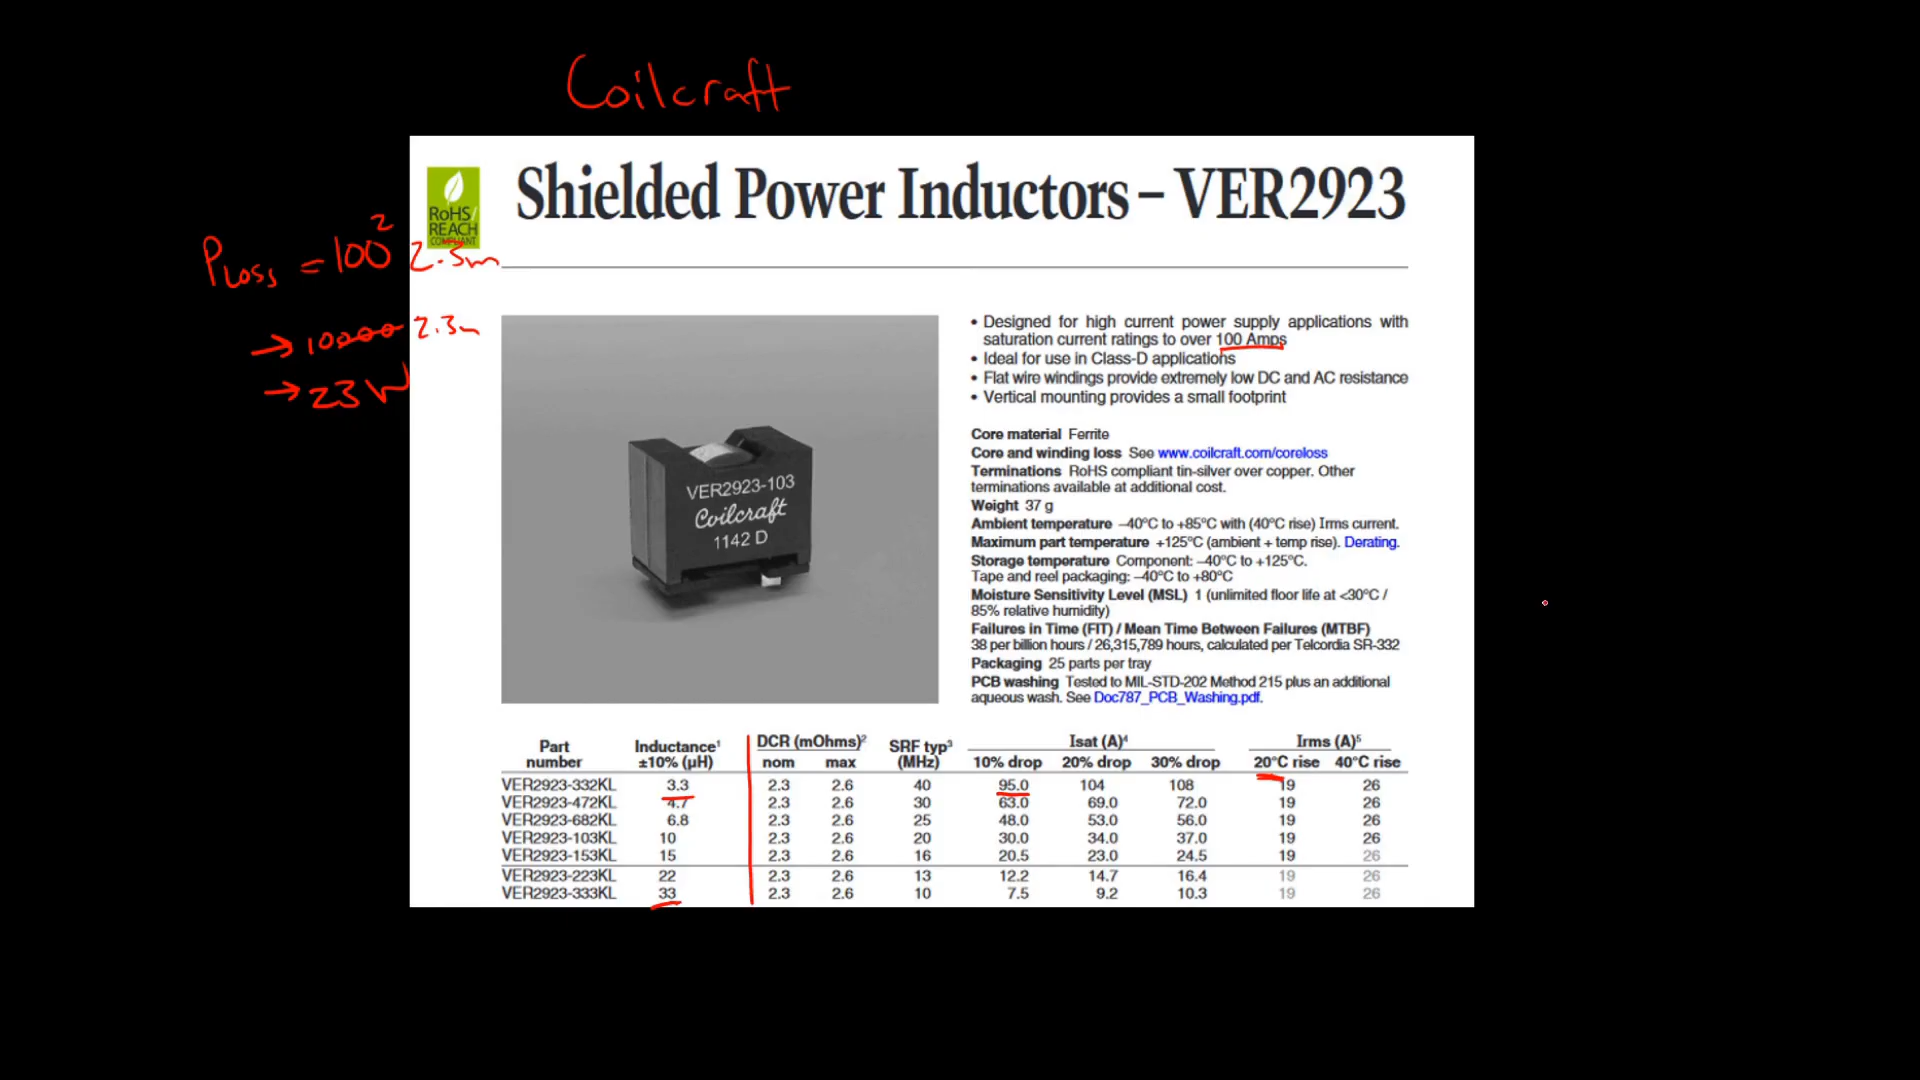 Coilcraft
RoHS/
REACH
COMPLIANT
Shielded Power Inductors – VER2923
PLoss = 100² 2.3m
→ 10000 2.3m
→ 23W
VER2923-103
Coilcraft
1142 D
• Designed for high current power supply applications with
saturation current ratings to over 100 Amps
• Ideal for use in Class-D applications
• Flat wire windings provide extremely low DC and AC resistance
• Vertical mounting provides a small footprint
Core material Ferrite
Core and winding loss See www.coilcraft.com/coreloss
Terminations RoHS compliant tin-silver over copper. Other
terminations available at additional cost.
Weight 37 g
Ambient temperature –40°C to +85°C with (40°C rise) Irms current.
Maximum part temperature +125°C (ambient + temp rise). Derating.
Storage temperature Component: –40°C to +125°C.
Tape and reel packaging: –40°C to +80°C
Moisture Sensitivity Level (MSL) 1 (unlimited floor life at <30°C /
85% relative humidity)
Failures in Time (FIT) / Mean Time Between Failures (MTBF)
38 per billion hours / 26,315,789 hours, calculated per Telcordia SR-332
Packaging 25 parts per tray
PCB washing Tested to MIL-STD-202 Method 215 plus an additional
aqueous wash. See Doc787_PCB_Washing.pdf.
Part Inductance¹ DCR (mOhms)² SRF typ³ Isat (A)⁴ Irms (A)⁵
number ±10% (µH) nom max (MHz) 10% drop 20% drop 30% drop 20°C rise 40°C rise
VER2923-332KL 3.3 2.3 2.6 40 95.0 104 108 19 26
VER2923-472KL 4.7 2.3 2.6 30 63.0 69.0 72.0 19 26
VER2923-682KL 6.8 2.3 2.6 25 48.0 53.0 56.0 19 26
VER2923-103KL 10 2.3 2.6 20 30.0 34.0 37.0 19 26
VER2923-153KL 15 2.3 2.6 16 20.5 23.0 24.5 19 26
VER2923-223KL 22 2.3 2.6 13 12.2 14.7 16.4 19 26
VER2923-333KL 33 2.3 2.6 10 7.5 9.2 10.3 19 26